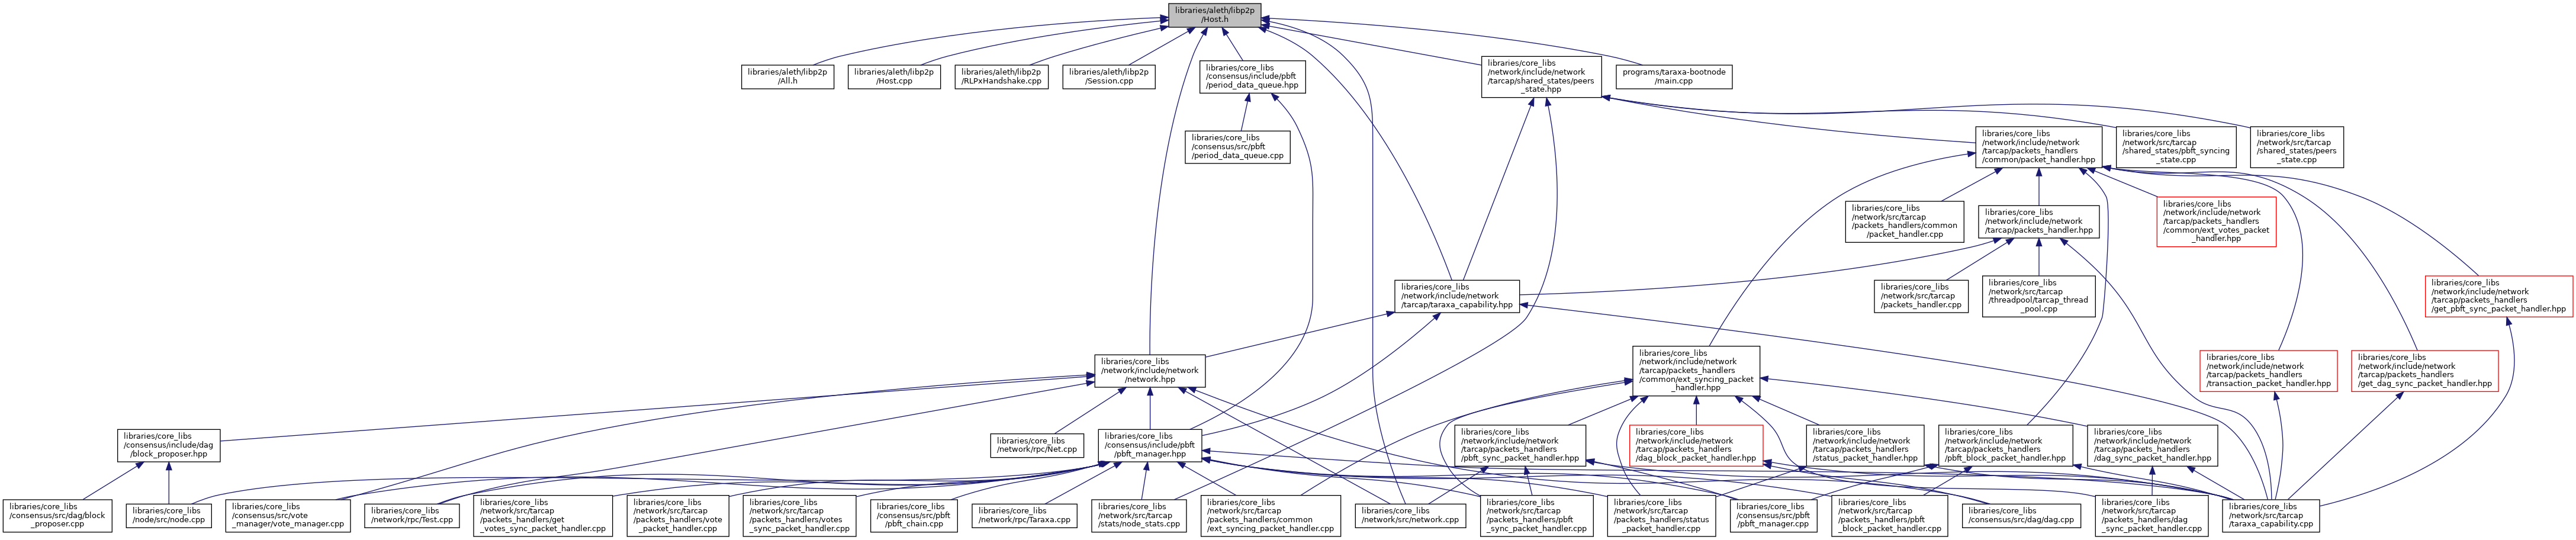 libraries/aleth/libp2p
/Host.h
libraries/aleth/libp2p
/All.h
libraries/aleth/libp2p
/Host.cpp
libraries/aleth/libp2p
/RLPxHandshake.cpp
libraries/aleth/libp2p
/Session.cpp
libraries/core_libs
/consensus/include/pbft
/period_data_queue.hpp
libraries/core_libs
/network/include/network
/tarcap/shared_states/peers
_state.hpp
programs/taraxa-bootnode
/main.cpp
libraries/core_libs
/consensus/src/pbft
/period_data_queue.cpp
libraries/core_libs
/network/include/network
/tarcap/packets_handlers
/common/packet_handler.hpp
libraries/core_libs
/network/src/tarcap
/shared_states/pbft_syncing
_state.cpp
libraries/core_libs
/network/src/tarcap
/shared_states/peers
_state.cpp
libraries/core_libs
/network/src/tarcap
/packets_handlers/common
/packet_handler.cpp
libraries/core_libs
/network/include/network
/tarcap/packets_handler.hpp
libraries/core_libs
/network/include/network
/tarcap/packets_handlers
/common/ext_votes_packet
_handler.hpp
libraries/core_libs
/network/include/network
/tarcap/taraxa_capability.hpp
libraries/core_libs
/network/src/tarcap
/packets_handler.cpp
libraries/core_libs
/network/src/tarcap
/threadpool/tarcap_thread
_pool.cpp
libraries/core_libs
/network/include/network
/tarcap/packets_handlers
/get_pbft_sync_packet_handler.hpp
libraries/core_libs
/network/include/network
/network.hpp
libraries/core_libs
/network/include/network
/tarcap/packets_handlers
/common/ext_syncing_packet
_handler.hpp
libraries/core_libs
/network/include/network
/tarcap/packets_handlers
/transaction_packet_handler.hpp
libraries/core_libs
/network/include/network
/tarcap/packets_handlers
/get_dag_sync_packet_handler.hpp
libraries/core_libs
/consensus/include/dag
/block_proposer.hpp
libraries/core_libs
/network/rpc/Net.cpp
libraries/core_libs
/consensus/include/pbft
/pbft_manager.hpp
libraries/core_libs
/network/include/network
/tarcap/packets_handlers
/pbft_sync_packet_handler.hpp
libraries/core_libs
/network/include/network
/tarcap/packets_handlers
/dag_block_packet_handler.hpp
libraries/core_libs
/network/include/network
/tarcap/packets_handlers
/status_packet_handler.hpp
libraries/core_libs
/network/include/network
/tarcap/packets_handlers
/pbft_block_packet_handler.hpp
libraries/core_libs
/network/include/network
/tarcap/packets_handlers
/dag_sync_packet_handler.hpp
libraries/core_libs
/consensus/src/dag/block
_proposer.cpp
libraries/core_libs
/node/src/node.cpp
libraries/core_libs
/consensus/src/vote
_manager/vote_manager.cpp
libraries/core_libs
/network/rpc/Test.cpp
libraries/core_libs
/network/src/tarcap
/packets_handlers/get
_votes_sync_packet_handler.cpp
libraries/core_libs
/network/src/tarcap
/packets_handlers/vote
_packet_handler.cpp
libraries/core_libs
/network/src/tarcap
/packets_handlers/votes
_sync_packet_handler.cpp
libraries/core_libs
/consensus/src/pbft
/pbft_chain.cpp
libraries/core_libs
/network/rpc/Taraxa.cpp
libraries/core_libs
/network/src/tarcap
/stats/node_stats.cpp
libraries/core_libs
/network/src/tarcap
/packets_handlers/common
/ext_syncing_packet_handler.cpp
libraries/core_libs
/network/src/network.cpp
libraries/core_libs
/network/src/tarcap
/packets_handlers/pbft
_sync_packet_handler.cpp
libraries/core_libs
/network/src/tarcap
/packets_handlers/status
_packet_handler.cpp
libraries/core_libs
/consensus/src/pbft
/pbft_manager.cpp
libraries/core_libs
/network/src/tarcap
/packets_handlers/pbft
_block_packet_handler.cpp
libraries/core_libs
/consensus/src/dag/dag.cpp
libraries/core_libs
/network/src/tarcap
/packets_handlers/dag
_sync_packet_handler.cpp
libraries/core_libs
/network/src/tarcap
/taraxa_capability.cpp